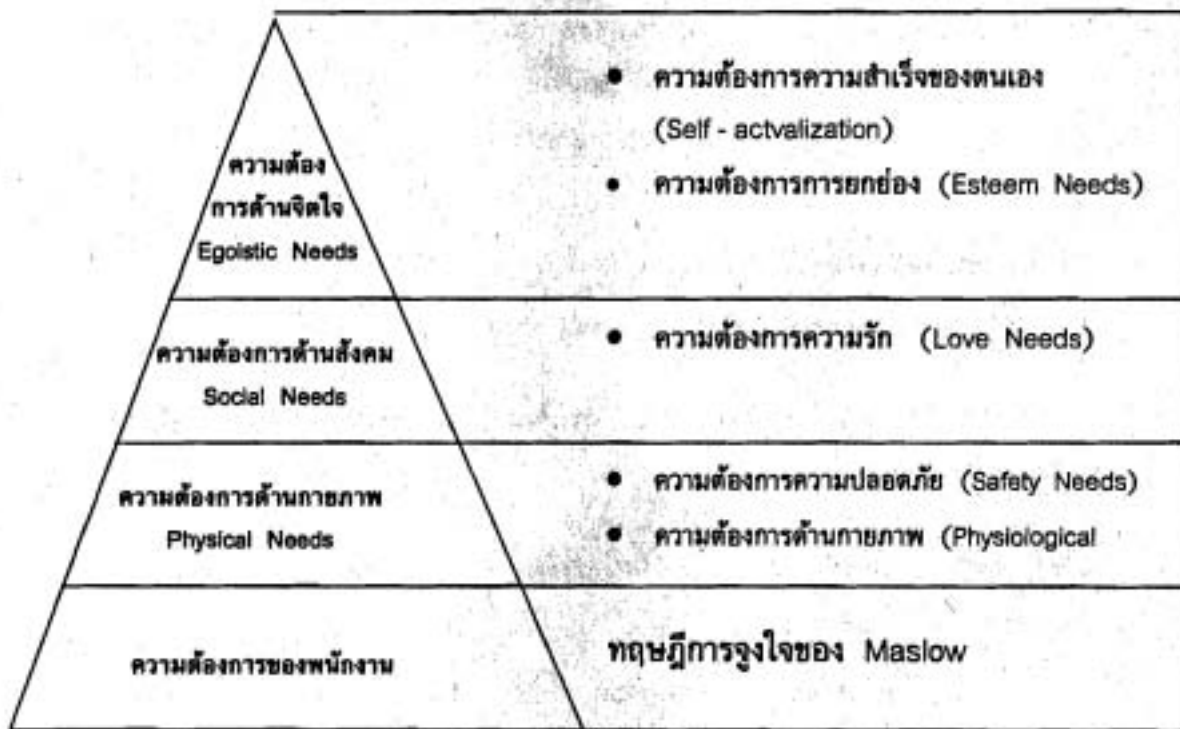 ความต้องการความสำเร็จของตนเอง
(Self - actvalization)
ความต้องการการยกย่อง (Esteem Needs)
ความต้อง
การด้านจิตใจ
Egoistic Needs
ความต้องการด้านสังคม
Social Needs
ความต้องการความรัก (Love Needs)
ความต้องการด้านกายภาพ
Physical Needs
ความต้องการความปลอดภัย (Safety Needs)
ความต้องการด้านกายภาพ (Physiological
ความต้องการของพนักงาน
ทฤษฎีการจูงใจของ Maslow